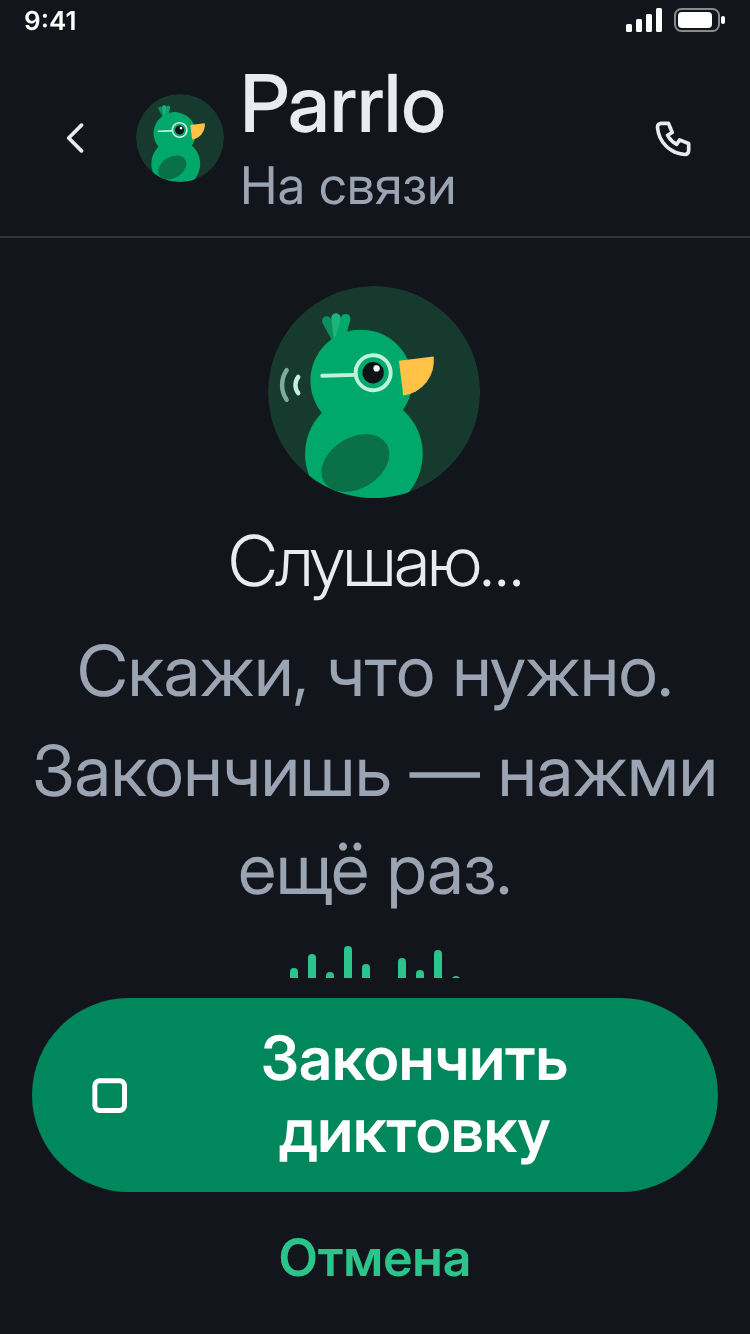 9:41
Parrlo
На связи
Слушаю...
Скажи, что нужно.
Закончишь — нажми
ещё раз.
Закончить
диктовку
Отмена